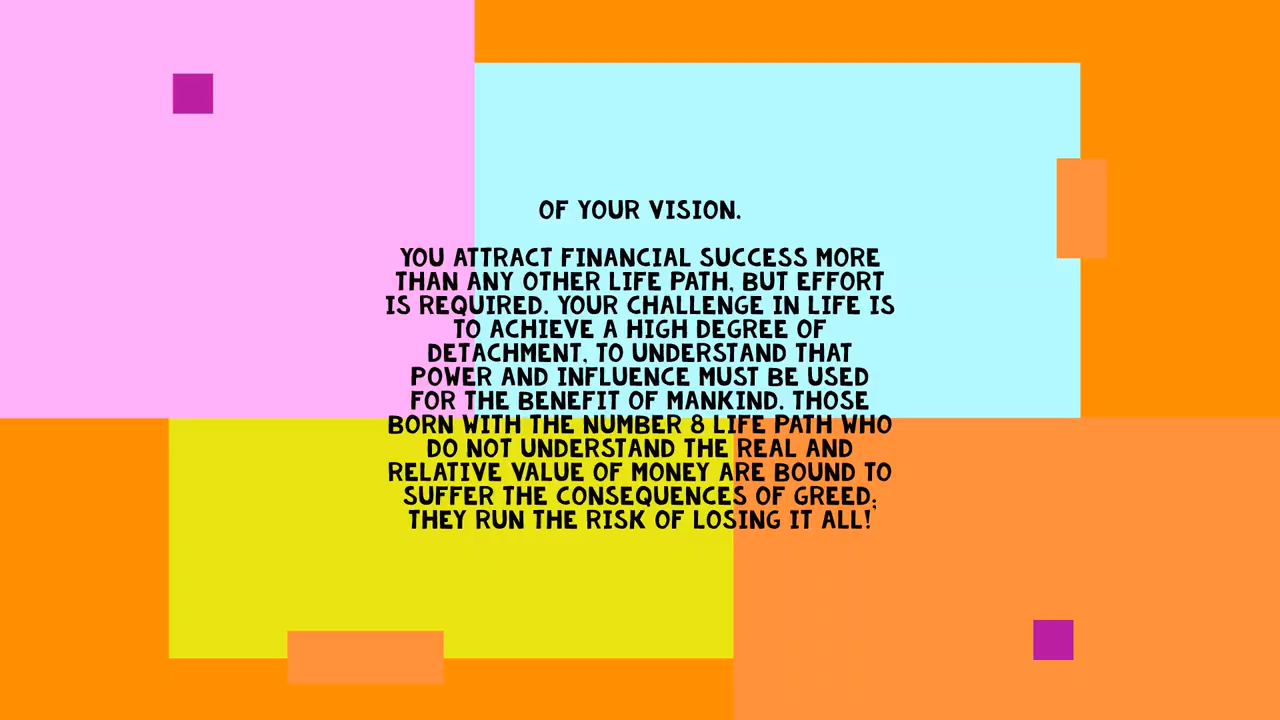 OF YOUR VISION.
YOU ATTRACT FINANCIAL SUCCESS MORE
THAN ANY OTHER LIFE PATH, BUT EFFORT
IS REQUIRED. YOUR CHALLENGE IN LIFE IS
TO ACHIEVE A HIGH DEGREE OF
DETACHMENT, TO UNDERSTAND THAT
POWER AND INFLUENCE MUST BE USED
FOR THE BENEFIT OF MANKIND. THOSE
BORN WITH THE NUMBER 8 LIFE PATH WHO
DO NOT UNDERSTAND THE REAL AND
RELATIVE VALUE OF MONEY ARE BOUND TO
SUFFER THE CONSEQUENCES OF GREED;
THEY RUN THE RISK OF LOSING IT ALL!